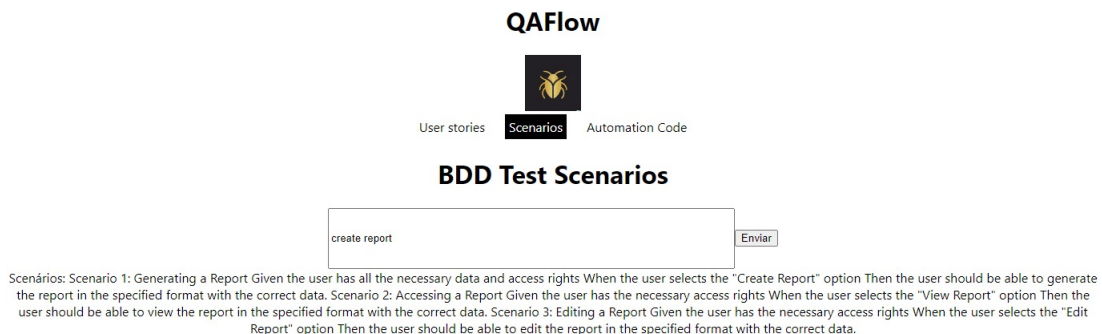 QAFlow
User stories Scenarios Automation Code
BDD Test Scenarios
create report Enviar
Scenários: Scenario 1: Generating a Report Given the user has all the necessary data and access rights When the user selects the "Create Report" option Then the user should be able to generate
the report in the specified format with the correct data. Scenario 2: Accessing a Report Given the user has the necessary access rights When the user selects the "View Report" option Then the
user should be able to view the report in the specified format with the correct data. Scenario 3: Editing a Report Given the user has the necessary access rights When the user selects the "Edit
Report" option Then the user should be able to edit the report in the specified format with the correct data.